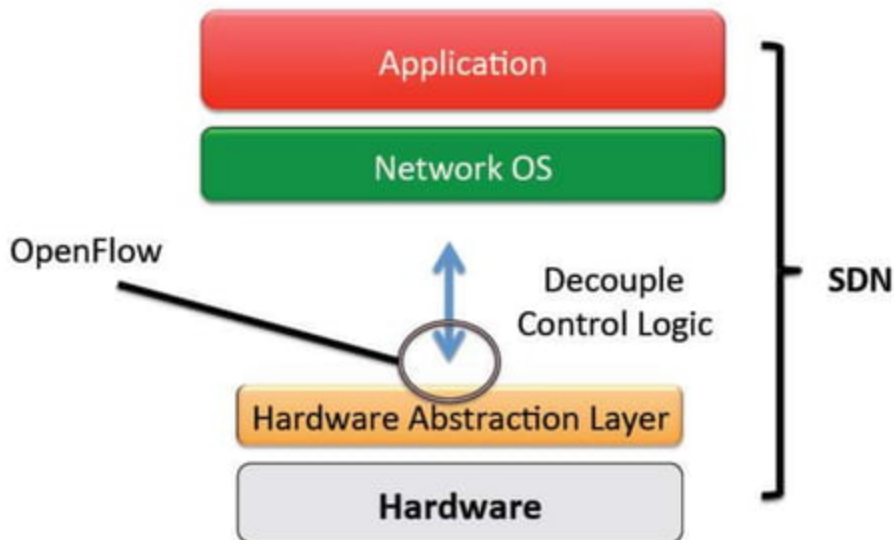 Application
Network OS
OpenFlow
Decouple
Control Logic
SDN
Hardware Abstraction Layer
Hardware